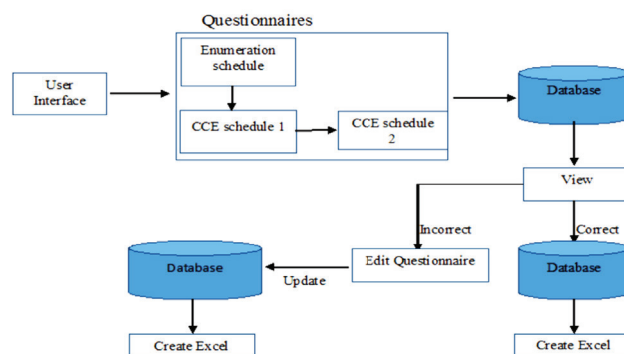 Questionnaires
Enumeration
schedule
User
Interface
CCE schedule 1
CCE schedule
2
Database
View
Incorrect
Correct
Database
Update
Edit Questionnaire
Database
Create Excel
Create Excel